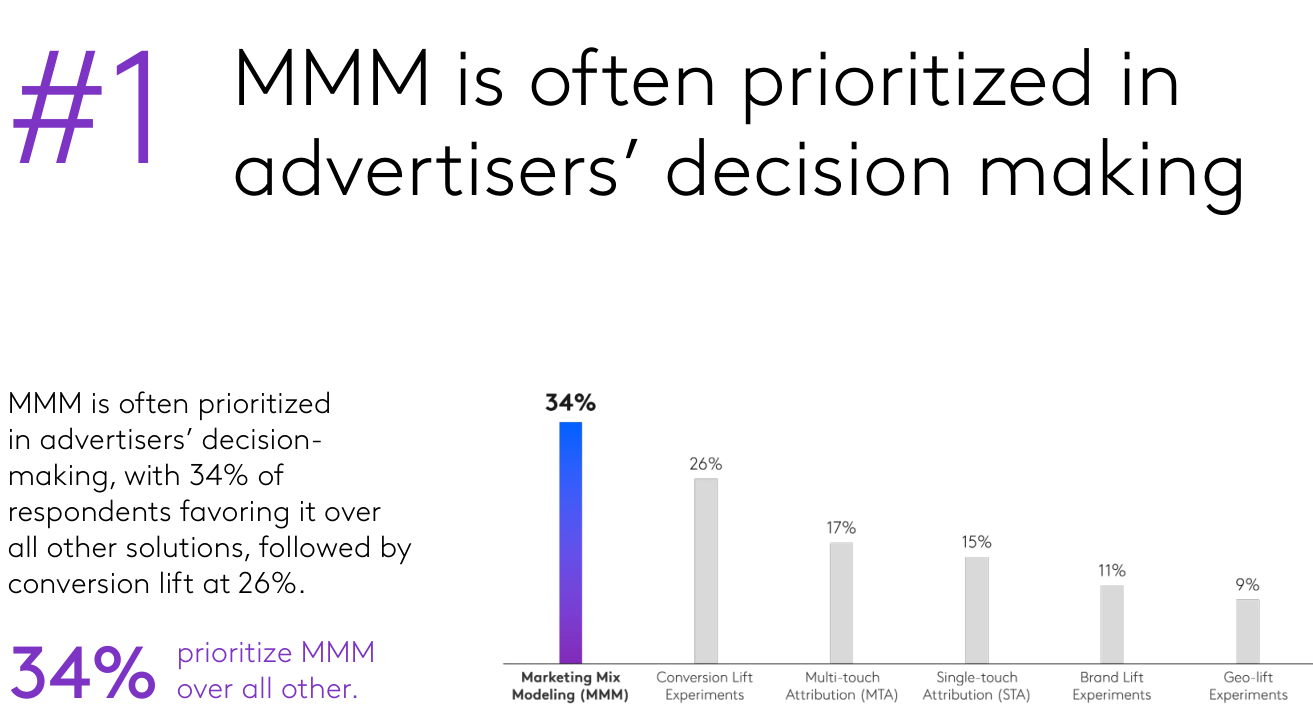 #1
MMM is often prioritized in
advertisers’ decision making
MMM is often prioritized
in advertisers’ decision-
making, with 34% of
respondents favoring it over
all other solutions, followed by
conversion lift at 26%.
34%
prioritize MMM
over all other.
34%
26%
17%
15%
11%
9%
Marketing Mix
Modeling (MMM)
Conversion Lift
Experiments
Multi-touch
Attribution (MTA)
Single-touch
Attribution (STA)
Brand Lift
Experiments
Geo-lift
Experiments